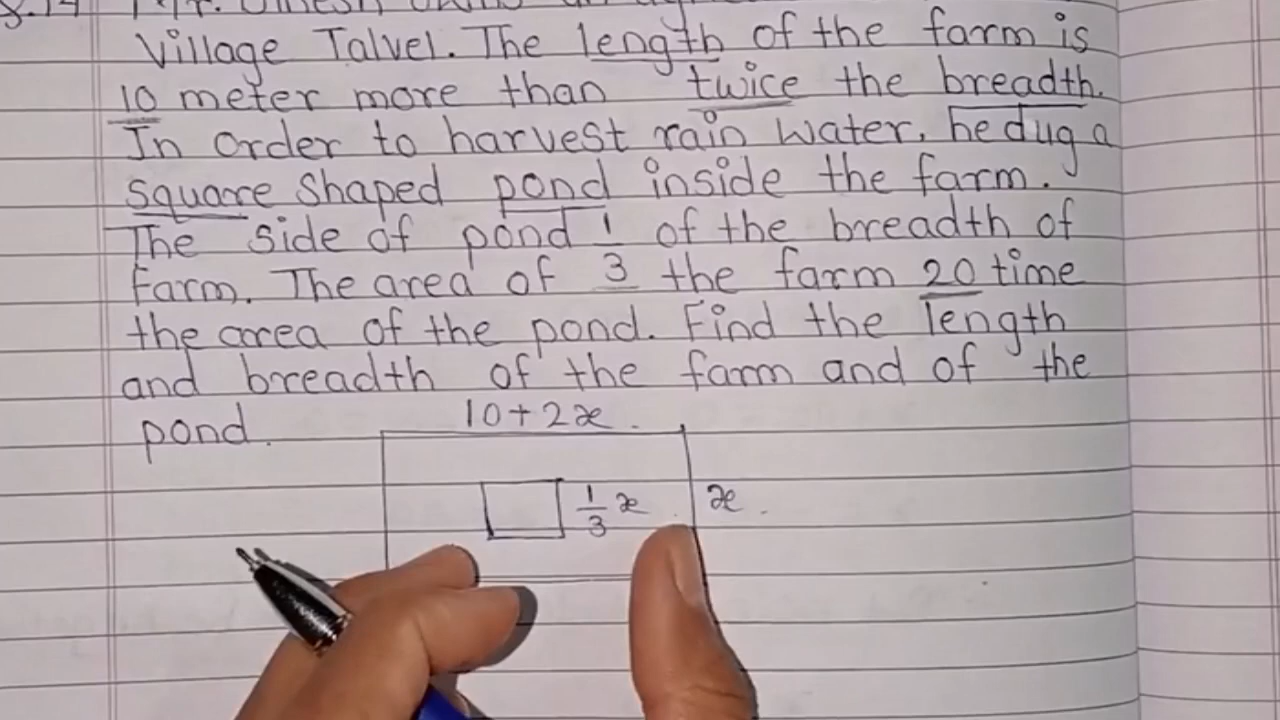 Village Talvel. The length of the farm is
10 meter more than twice the breadth.
In order to harvest rain water, he dug a
square shaped pond inside the farm.
The side of pond 1/3 of the breadth of
farm. The area of the farm 20 time
the area of the pond. Find the length
and breadth of the farm and of the
pond.
10+2x.
1/3 x
x.